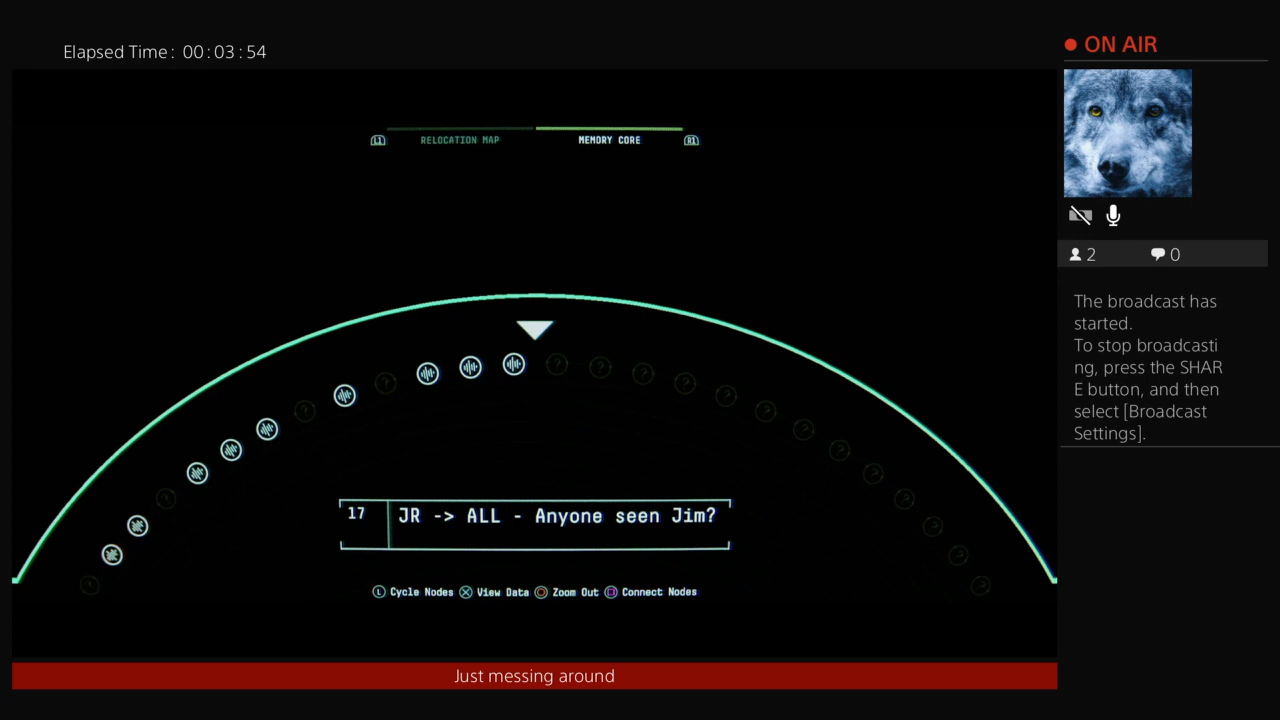 Elapsed Time: 00:03:54
ON AIR
L1 RELOCATION MAP MEMORY CORE R1
2 0
The broadcast has
started.
To stop broadcasti
ng, press the SHAR
E button, and then
select [Broadcast
Settings].
17 JR -> ALL - Anyone seen Jim?
L Cycle Nodes View Data Zoom Out Connect Nodes
Just messing around